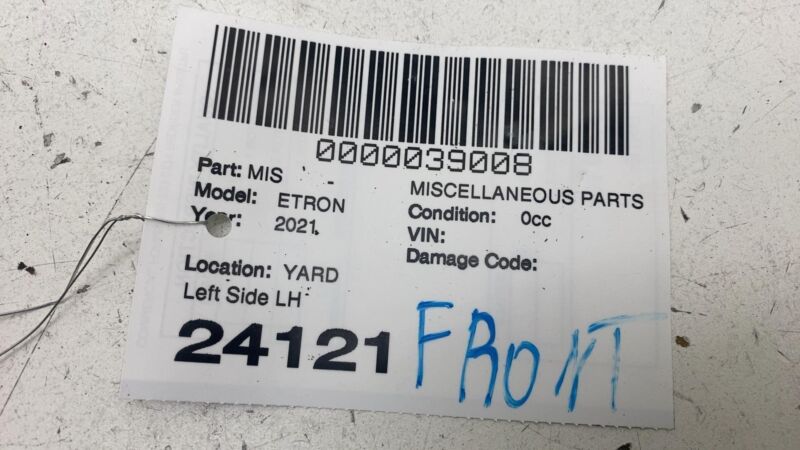 0000039008
Part: MIS
MISCELLANEOUS PARTS
Model: ETRON
Condition: 0cc
Year: 2021
VIN:
Damage Code:
Location: YARD
Left Side LH
24121
FRONT